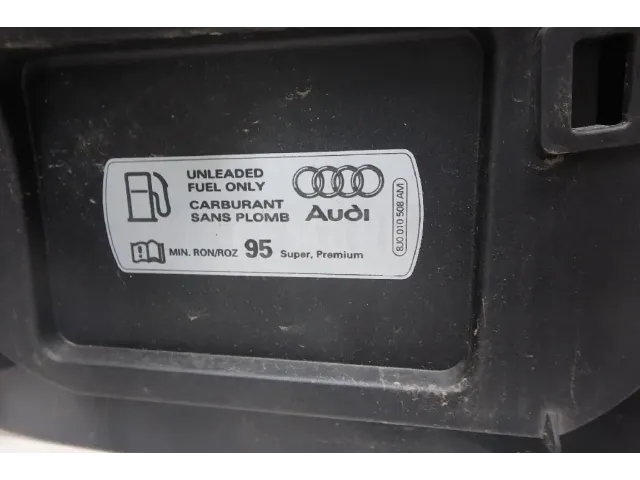 UNLEADED
FUEL ONLY
CARBURANT
SANS PLOMB
Audi
MIN. RON/ROZ 95 Super, Premium
8J0 010 508 AM